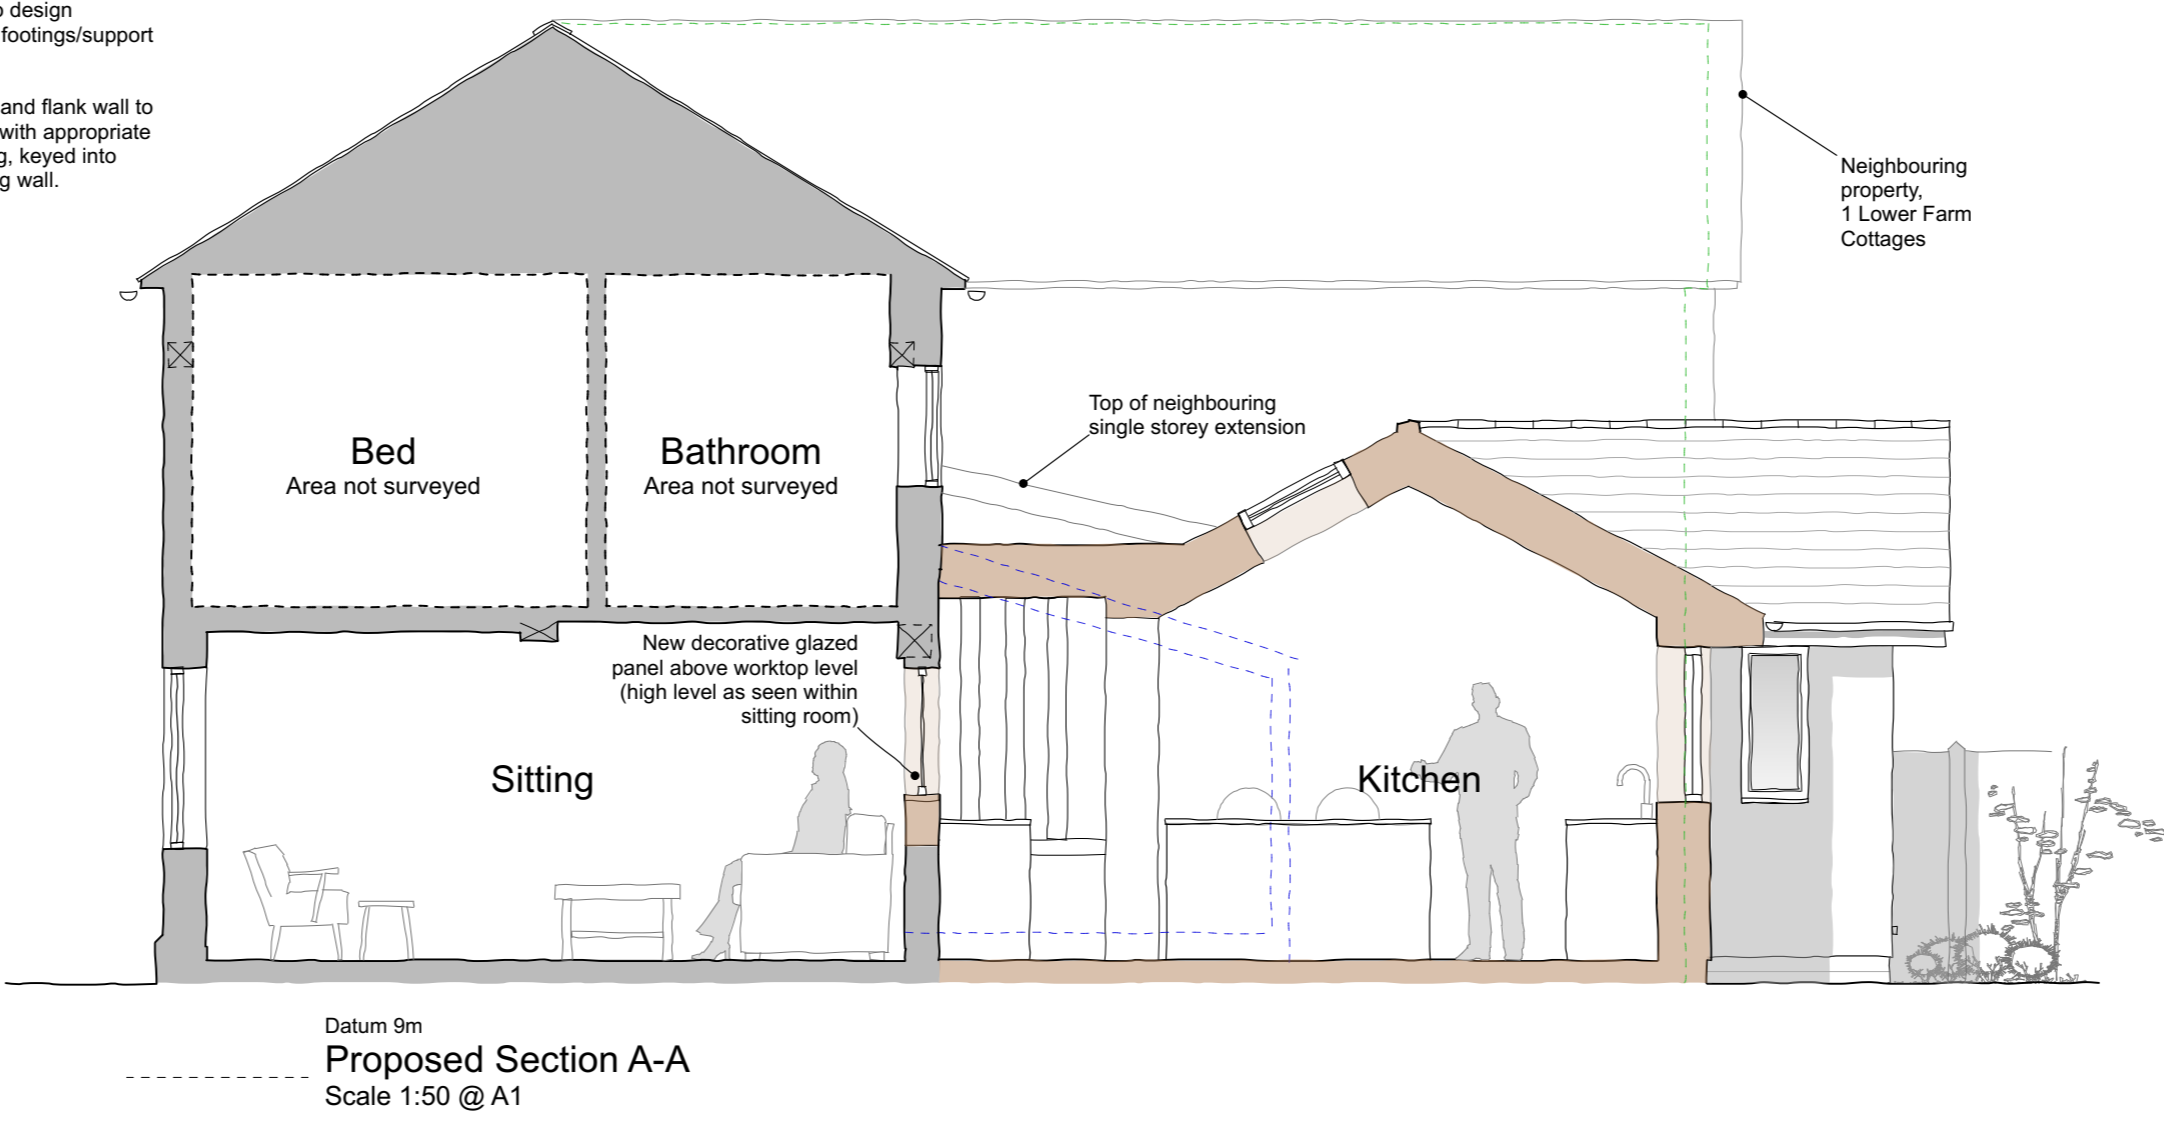 design
footings/support
and flank wall to
with appropriate
keyed into
wall.
Neighbouring
property,
1 Lower Farm
Cottages
Top of neighbouring
single storey extension
Bed
Area not surveyed
Bathroom
Area not surveyed
New decorative glazed
panel above worktop level
(high level as seen within
sitting room)
Sitting
Kitchen
Datum 9m
Proposed Section A-A
Scale 1:50 @ A1